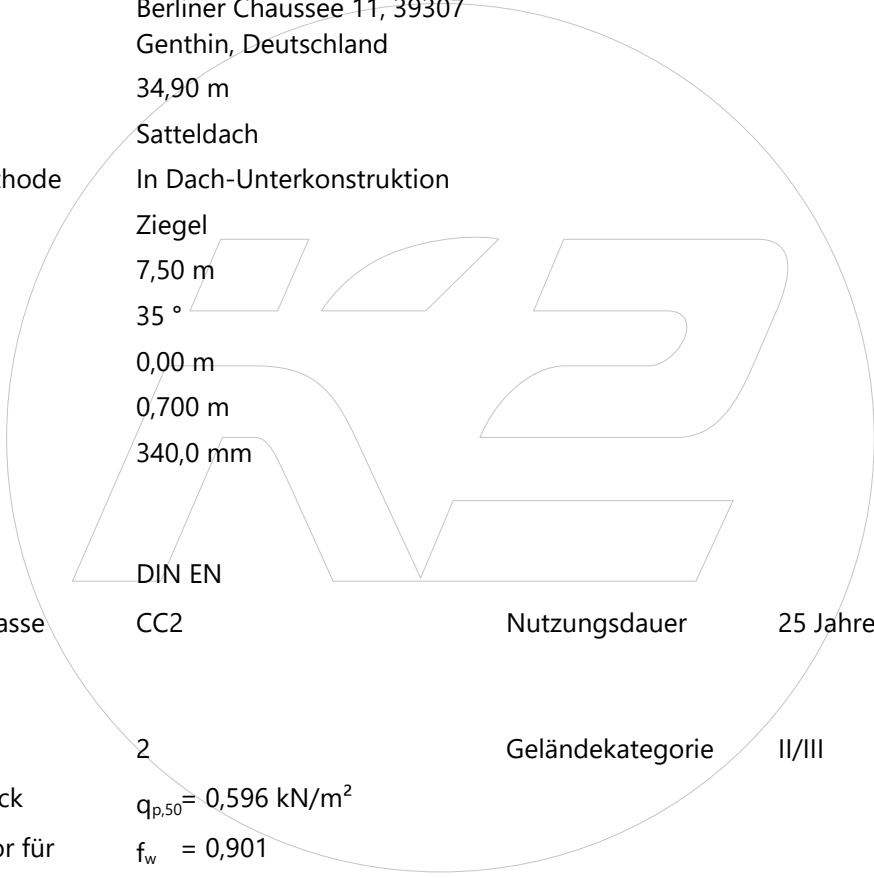 Berliner Chaussee 11, 39307
Genthin, Deutschland
34,90 m
Satteldach
hode In Dach-Unterkonstruktion
Ziegel
7,50 m
35 °
0,00 m
0,700 m
340,0 mm
DIN EN
asse CC2 Nutzungsdauer 25 Jahre
2 Geländekategorie II/III
ck qp,50= 0,596 kN/m²
or für fw = 0,901
K2